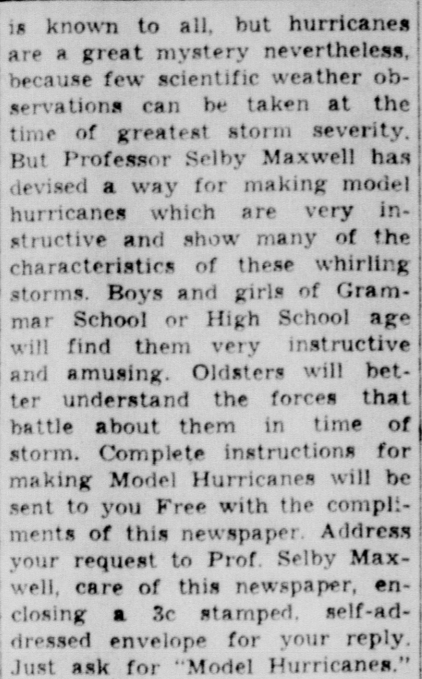 is known to all, but hurricanes
are a great mystery nevertheless,
because few scientific weather ob-
servations can be taken at the
time of greatest storm severity.
But Professor Selby Maxwell has
devised a way for making model
hurricanes which are very in-
structive and show many of the
characteristics of these whirling
storms. Boys and girls of Gram-
mar School or High School age
will find them very instructive
and amusing. Oldsters will bet-
ter understand the forces that
battle about them in time of
storm. Complete instructions for
making Model Hurricanes will be
sent to you Free with the compli-
ments of this newspaper. Address
your request to Prof. Selby Max-
well, care of this newspaper, en-
closing a 3c stamped, self-ad-
dressed envelope for your reply.
Just ask for "Model Hurricanes."